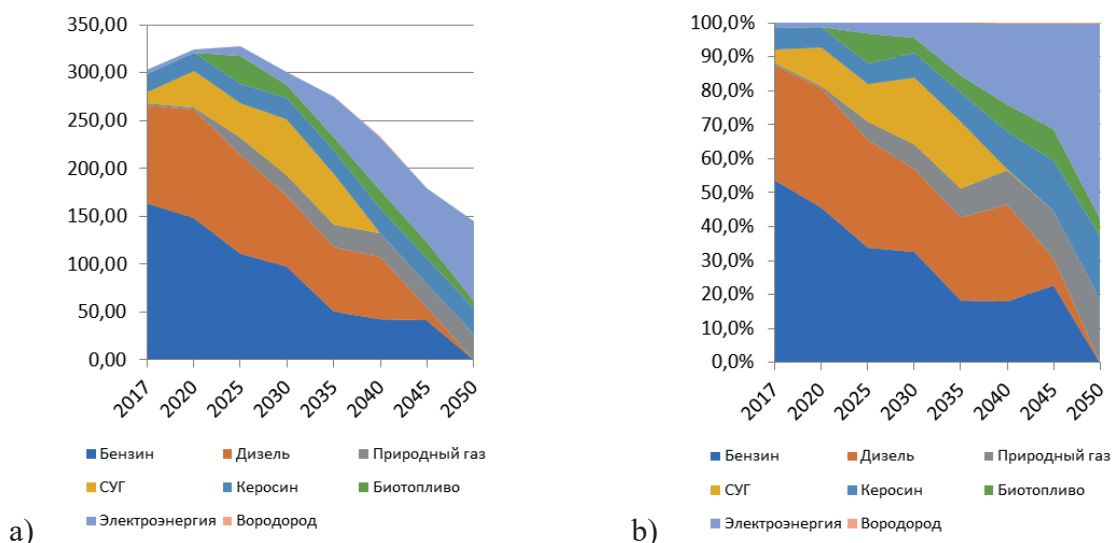 350,00
300,00
250,00
200,00
150,00
100,00
50,00
0,00
2017 2020 2025 2030 2035 2040 2045 2050
Бензин Дизель Природный газ
СУГ Керосин Биотопливо
Электроэнергия Вородород
a)
100,0%
90,0%
80,0%
70,0%
60,0%
50,0%
40,0%
30,0%
20,0%
10,0%
0,0%
2017 2020 2025 2030 2035 2040 2045 2050
Бензин Дизель Природный газ
СУГ Керосин Биотопливо
Электроэнергия Вородород
b)